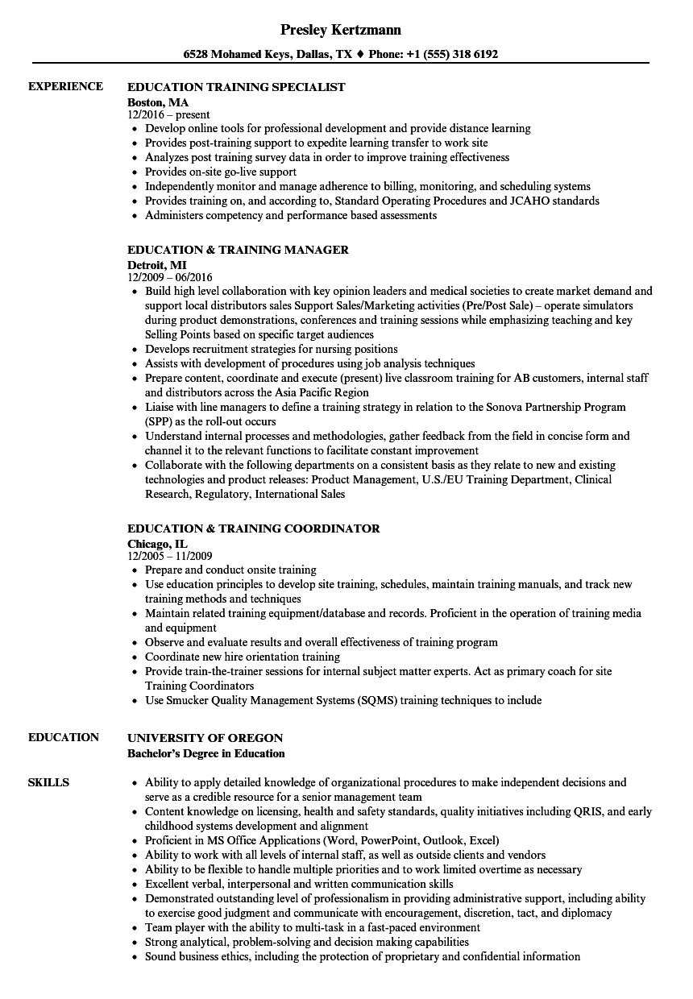 Presley Kertzmann
6528 Mohamed Keys, Dallas, TX ♦ Phone: +1 (555) 318 6192
EXPERIENCE
EDUCATION TRAINING SPECIALIST
Boston, MA
12/2016 – present
• Develop online tools for professional development and provide distance learning
• Provides post-training support to expedite learning transfer to work site
• Analyzes post training survey data in order to improve training effectiveness
• Provides on-site go-live support
• Independently monitor and manage adherence to billing, monitoring, and scheduling systems
• Provides training on, and according to, Standard Operating Procedures and JCAHO standards
• Administers competency and performance based assessments
EDUCATION & TRAINING MANAGER
Detroit, MI
12/2009 – 06/2016
• Build high level collaboration with key opinion leaders and medical societies to create market demand and
support local distributors sales Support Sales/Marketing activities (Pre/Post Sale) – operate simulators
during product demonstrations, conferences and training sessions while emphasizing teaching and key
Selling Points based on specific target audiences
• Develops recruitment strategies for nursing positions
• Assists with development of procedures using job analysis techniques
• Prepare content, coordinate and execute (present) live classroom training for AB customers, internal staff
and distributors across the Asia Pacific Region
• Liaise with line managers to define a training strategy in relation to the Sonova Partnership Program
(SPP) as the roll-out occurs
• Understand internal processes and methodologies, gather feedback from the field in concise form and
channel it to the relevant functions to facilitate constant improvement
• Collaborate with the following departments on a consistent basis as they relate to new and existing
technologies and product releases: Product Management, U.S./EU Training Department, Clinical
Research, Regulatory, International Sales
EDUCATION & TRAINING COORDINATOR
Chicago, IL
12/2005 – 11/2009
• Prepare and conduct onsite training
• Use education principles to develop site training, schedules, maintain training manuals, and track new
training methods and techniques
• Maintain related training equipment/database and records. Proficient in the operation of training media
and equipment
• Observe and evaluate results and overall effectiveness of training program
• Coordinate new hire orientation training
• Provide train-the-trainer sessions for internal subject matter experts. Act as primary coach for site
Training Coordinators
• Use Smucker Quality Management Systems (SQMS) training techniques to include
EDUCATION
UNIVERSITY OF OREGON
Bachelor's Degree in Education
SKILLS
• Ability to apply detailed knowledge of organizational procedures to make independent decisions and
serve as a credible resource for a senior management team
• Content knowledge on licensing, health and safety standards, quality initiatives including QRIS, and early
childhood systems development and alignment
• Proficient in MS Office Applications (Word, PowerPoint, Outlook, Excel)
• Ability to work with all levels of internal staff, as well as outside clients and vendors
• Ability to be flexible to handle multiple priorities and to work limited overtime as necessary
• Excellent verbal, interpersonal and written communication skills
• Demonstrated outstanding level of professionalism in providing administrative support, including ability
to exercise good judgment and communicate with encouragement, discretion, tact, and diplomacy
• Team player with the ability to multi-task in a fast-paced environment
• Strong analytical, problem-solving and decision making capabilities
• Sound business ethics, including the protection of proprietary and confidential information